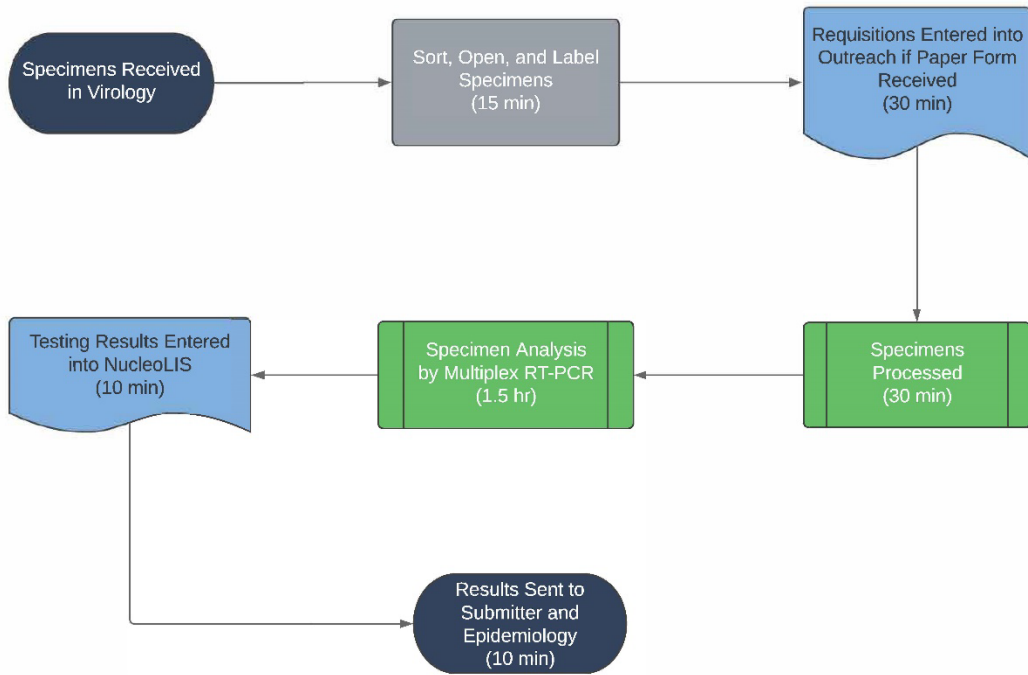 Specimens Received
in Virology
Sort, Open, and Label
Specimens
(15 min)
Requisitions Entered into
Outreach if Paper Form
Received
(30 min)
Specimens
Processed
(30 min)
Specimen Analysis
by Multiplex RT-PCR
(1.5 hr)
Testing Results Entered
into NucleoLIS
(10 min)
Results Sent to
Submitter and
Epidemiology
(10 min)